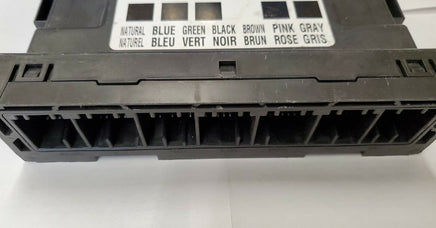 NATURAL BLUE GREEN BLACK BROWN PINK GRAY
NATUREL BLEU VERT NOIR BRUN ROSE GRIS